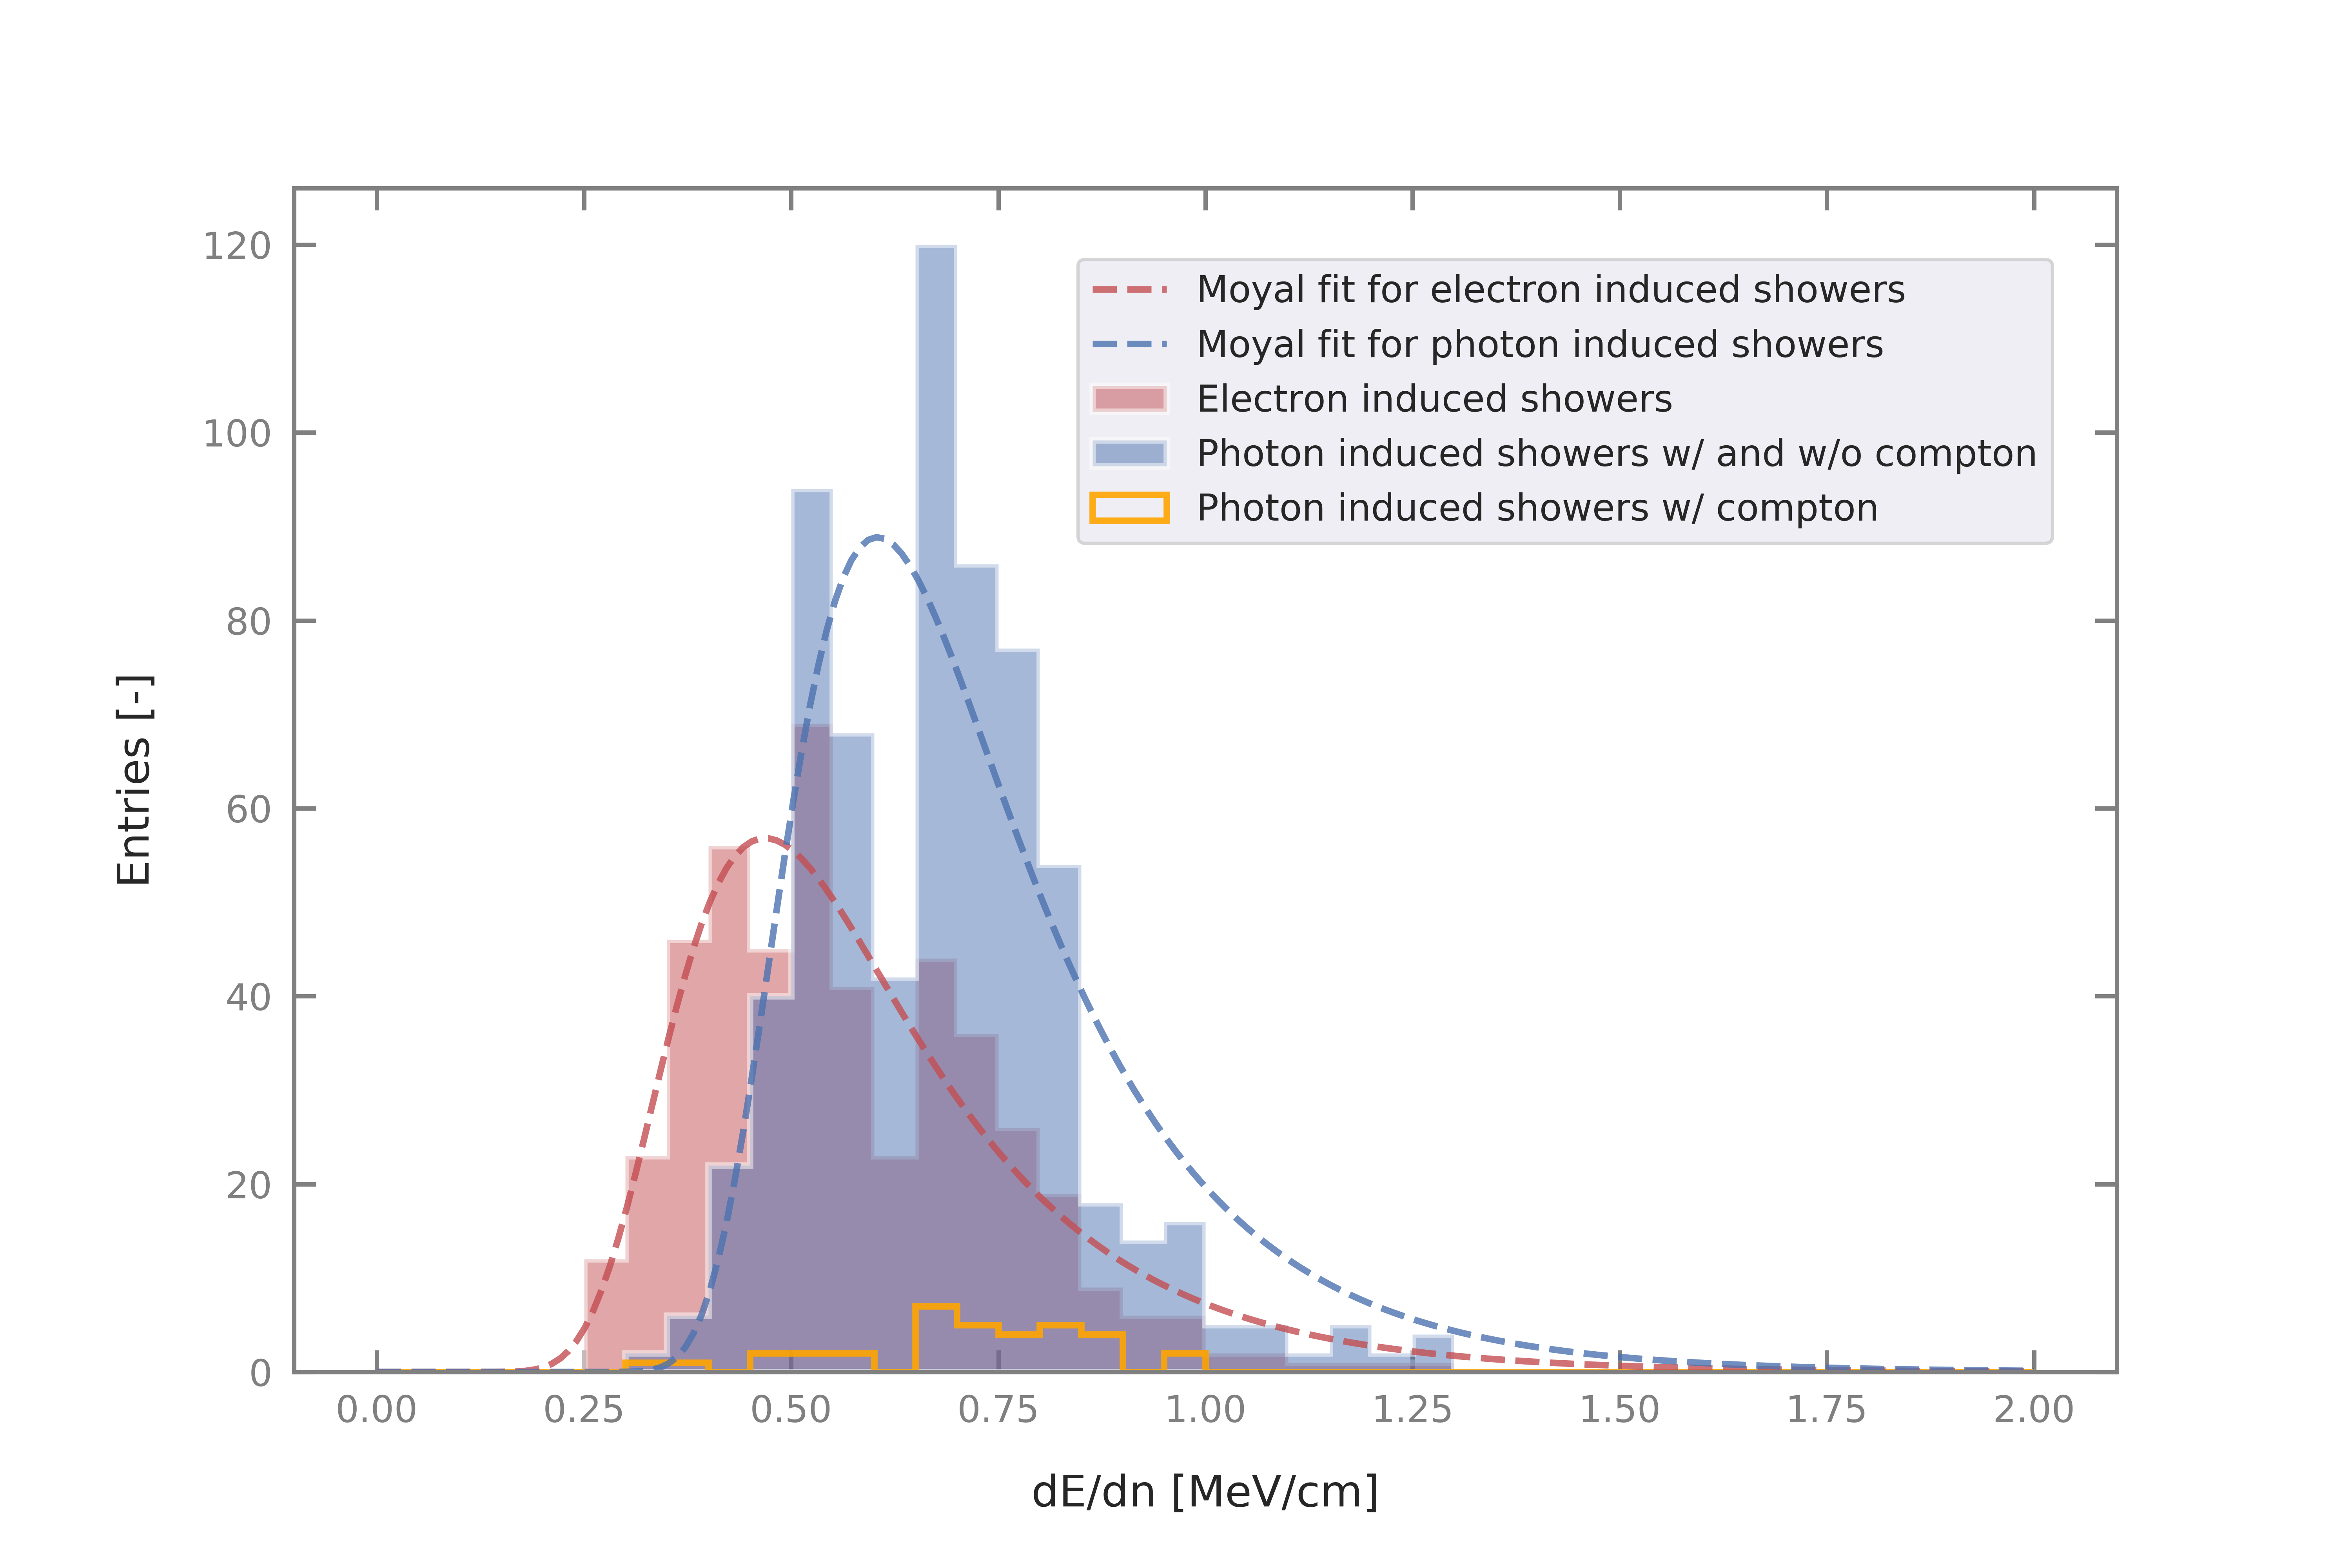 120
100
80
60
40
20
0
Entries [-]
Moyal fit for electron induced showers
Moyal fit for photon induced showers
Electron induced showers
Photon induced showers w/ and w/o compton
Photon induced showers w/ compton
0.00 0.25 0.50 0.75 1.00 1.25 1.50 1.75 2.00
dE/dn [MeV/cm]